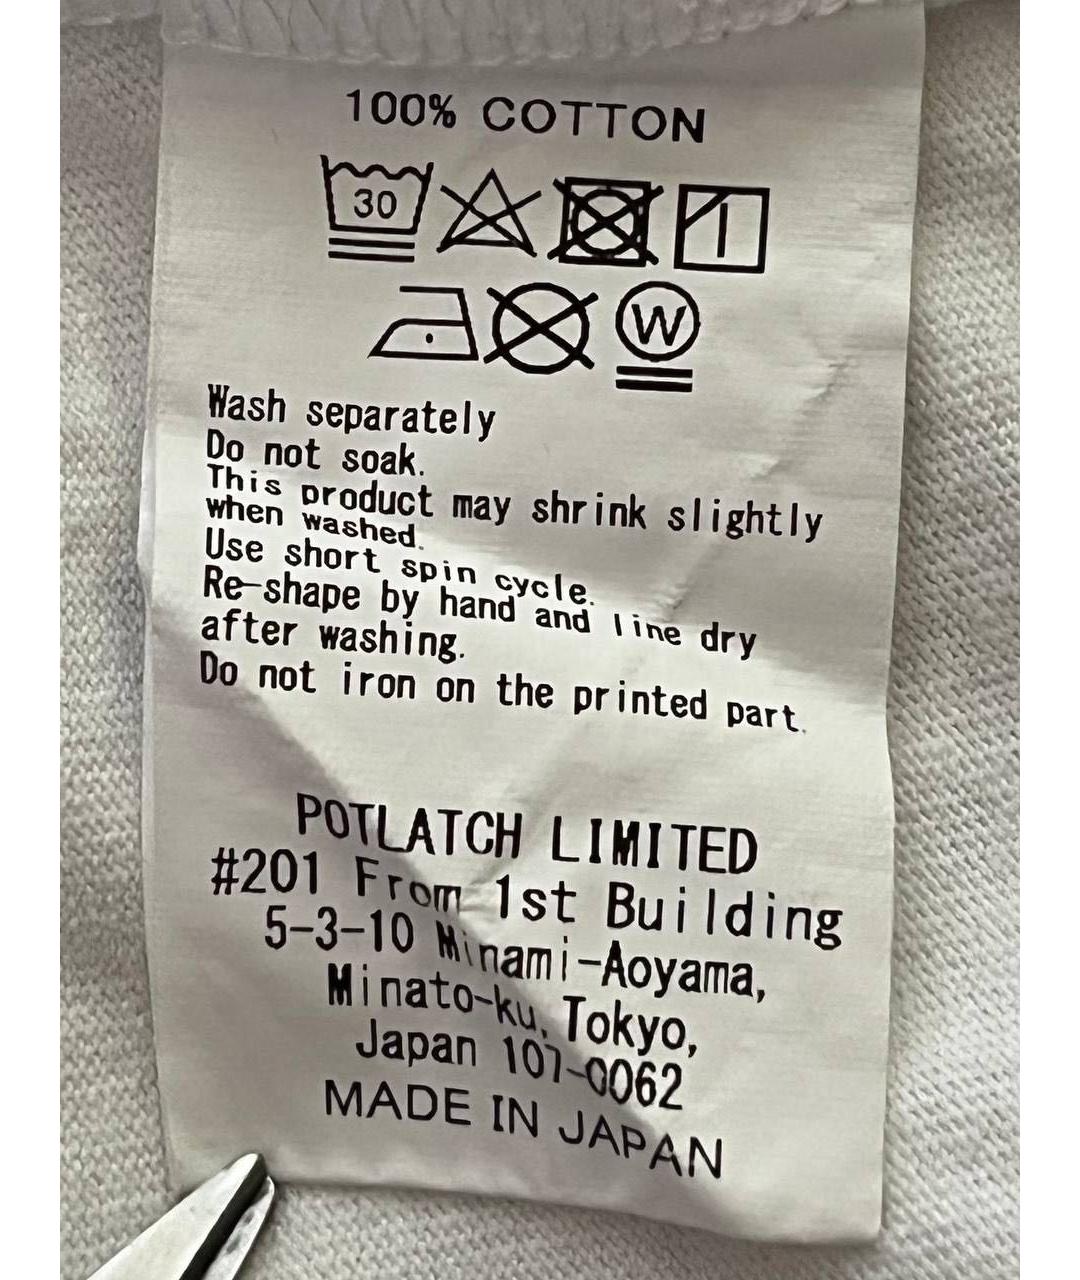 100% COTTON
30
W
Wash separately
Do not soak.
This product may shrink slightly
when washed.
Use short spin cycle.
Re-shape by hand and line dry
after washing.
Do not iron on the printed part.
POTLATCH LIMITED
#201 From 1st Building
5-3-10 Minami-Aoyama,
Minato-ku, Tokyo,
Japan 107-0062
MADE IN JAPAN